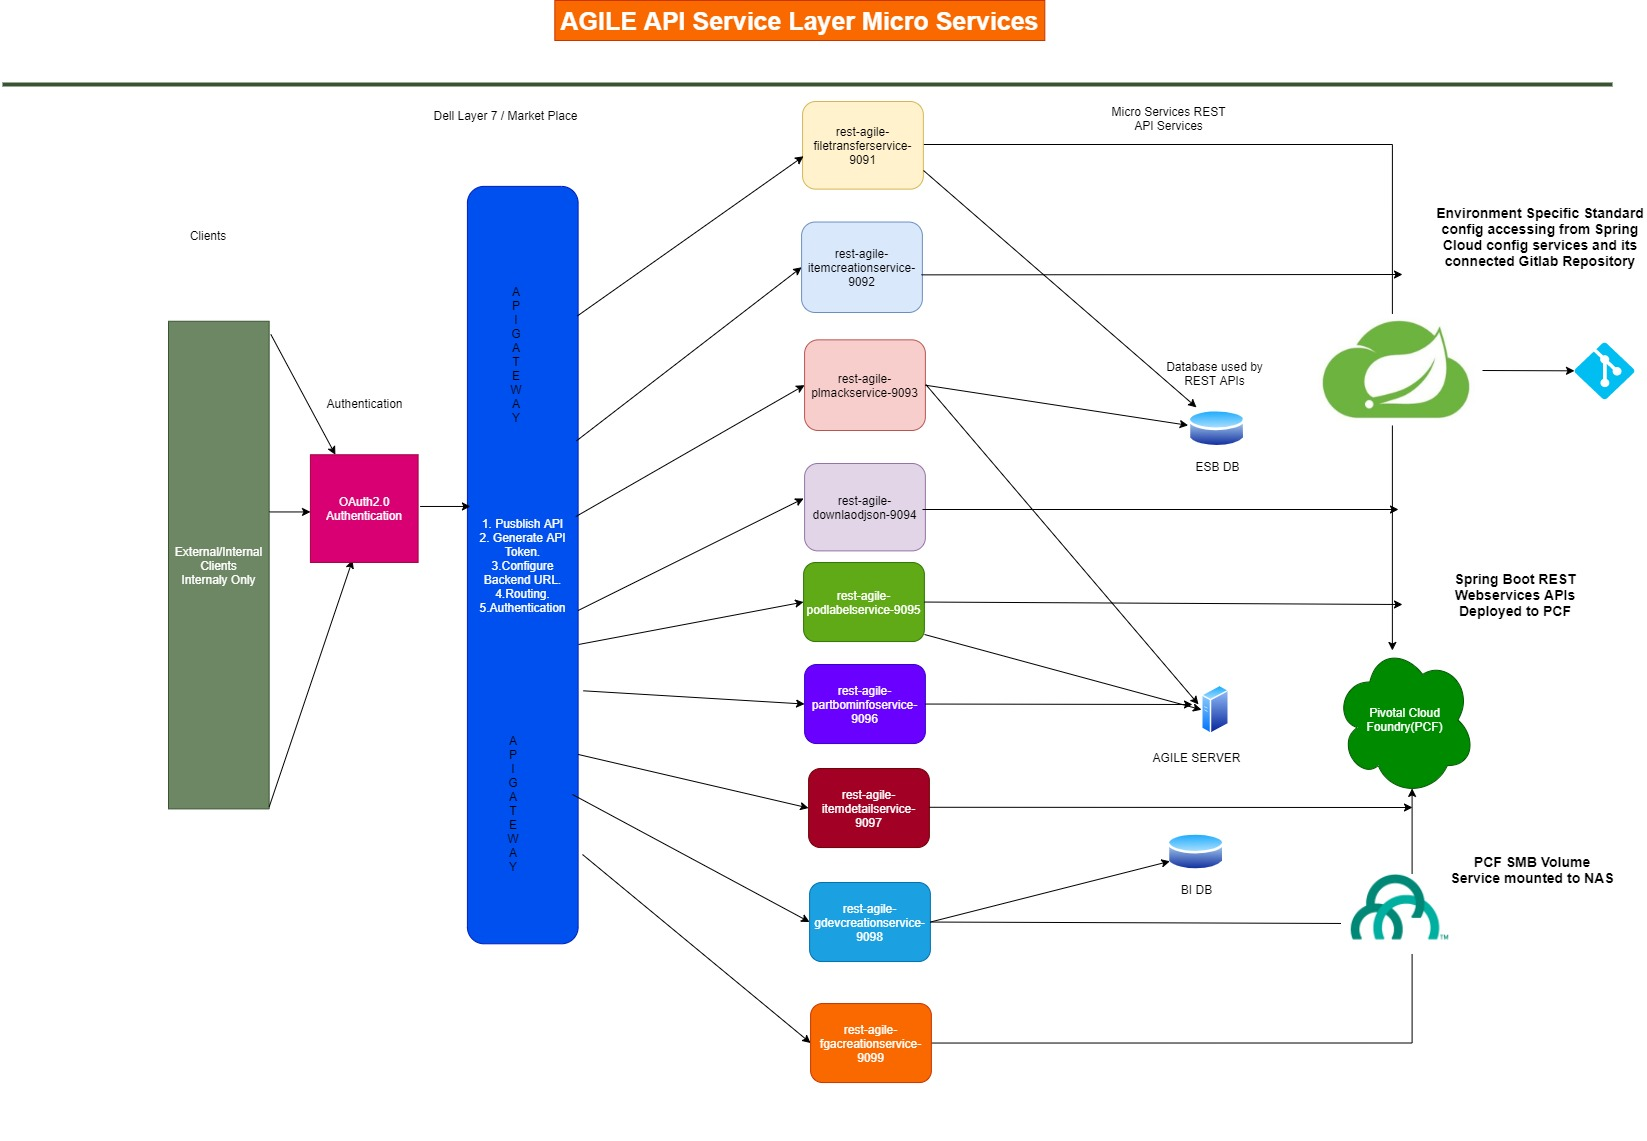 AGILE API Service Layer Micro Services
Dell Layer 7 / Market Place
Micro Services REST
API Services
Clients
External/Internal
Clients
Internaly Only
Authentication
OAuth2.0
Authentication
A
P
I
G
A
T
E
W
A
Y
1. Pusblish API
2. Generate API
Token.
3.Configure
Backend URL.
4.Routing.
5.Authentication
A
P
I
G
A
T
E
W
A
Y
rest-agile-
filetransferservice-
9091
rest-agile-
itemcreationservice-
9092
rest-agile-
plmackservice-9093
rest-agile-
downlaodjson-9094
rest-agile-
podlabelservice-9095
rest-agile-
partbominfoservice-
9096
rest-agile-
itemdetailservice-
9097
rest-agile-
gdevcreationservice-
9098
rest-agile-
fgacreationservice-
9099
Database used by
REST APIs
ESB DB
AGILE SERVER
BI DB
Environment Specific Standard
config accessing from Spring
Cloud config services and its
connected Gitlab Repository
Spring Boot REST
Webservices APIs
Deployed to PCF
Pivotal Cloud
Foundry(PCF)
PCF SMB Volume
Service mounted to NAS
TM